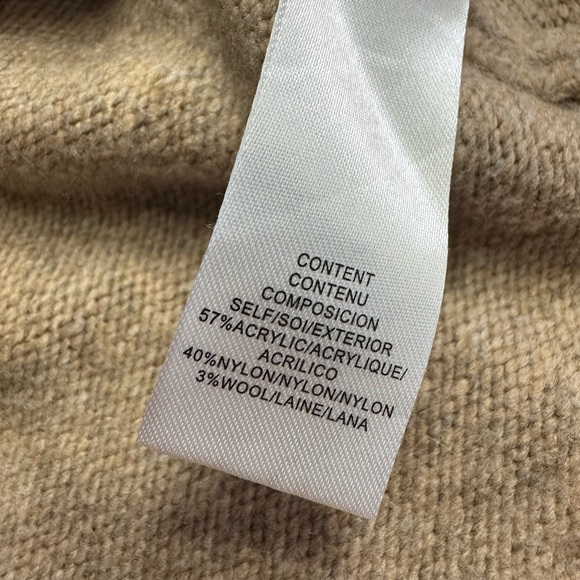 CONTENT
CONTENU
COMPOSICION
SELF/SOI/EXTERIOR
57%ACRYLIC/ACRYLIQUE/
ACRILICO
40%NYLON/NYLON/NYLON
3%WOOL/LAINE/LANA